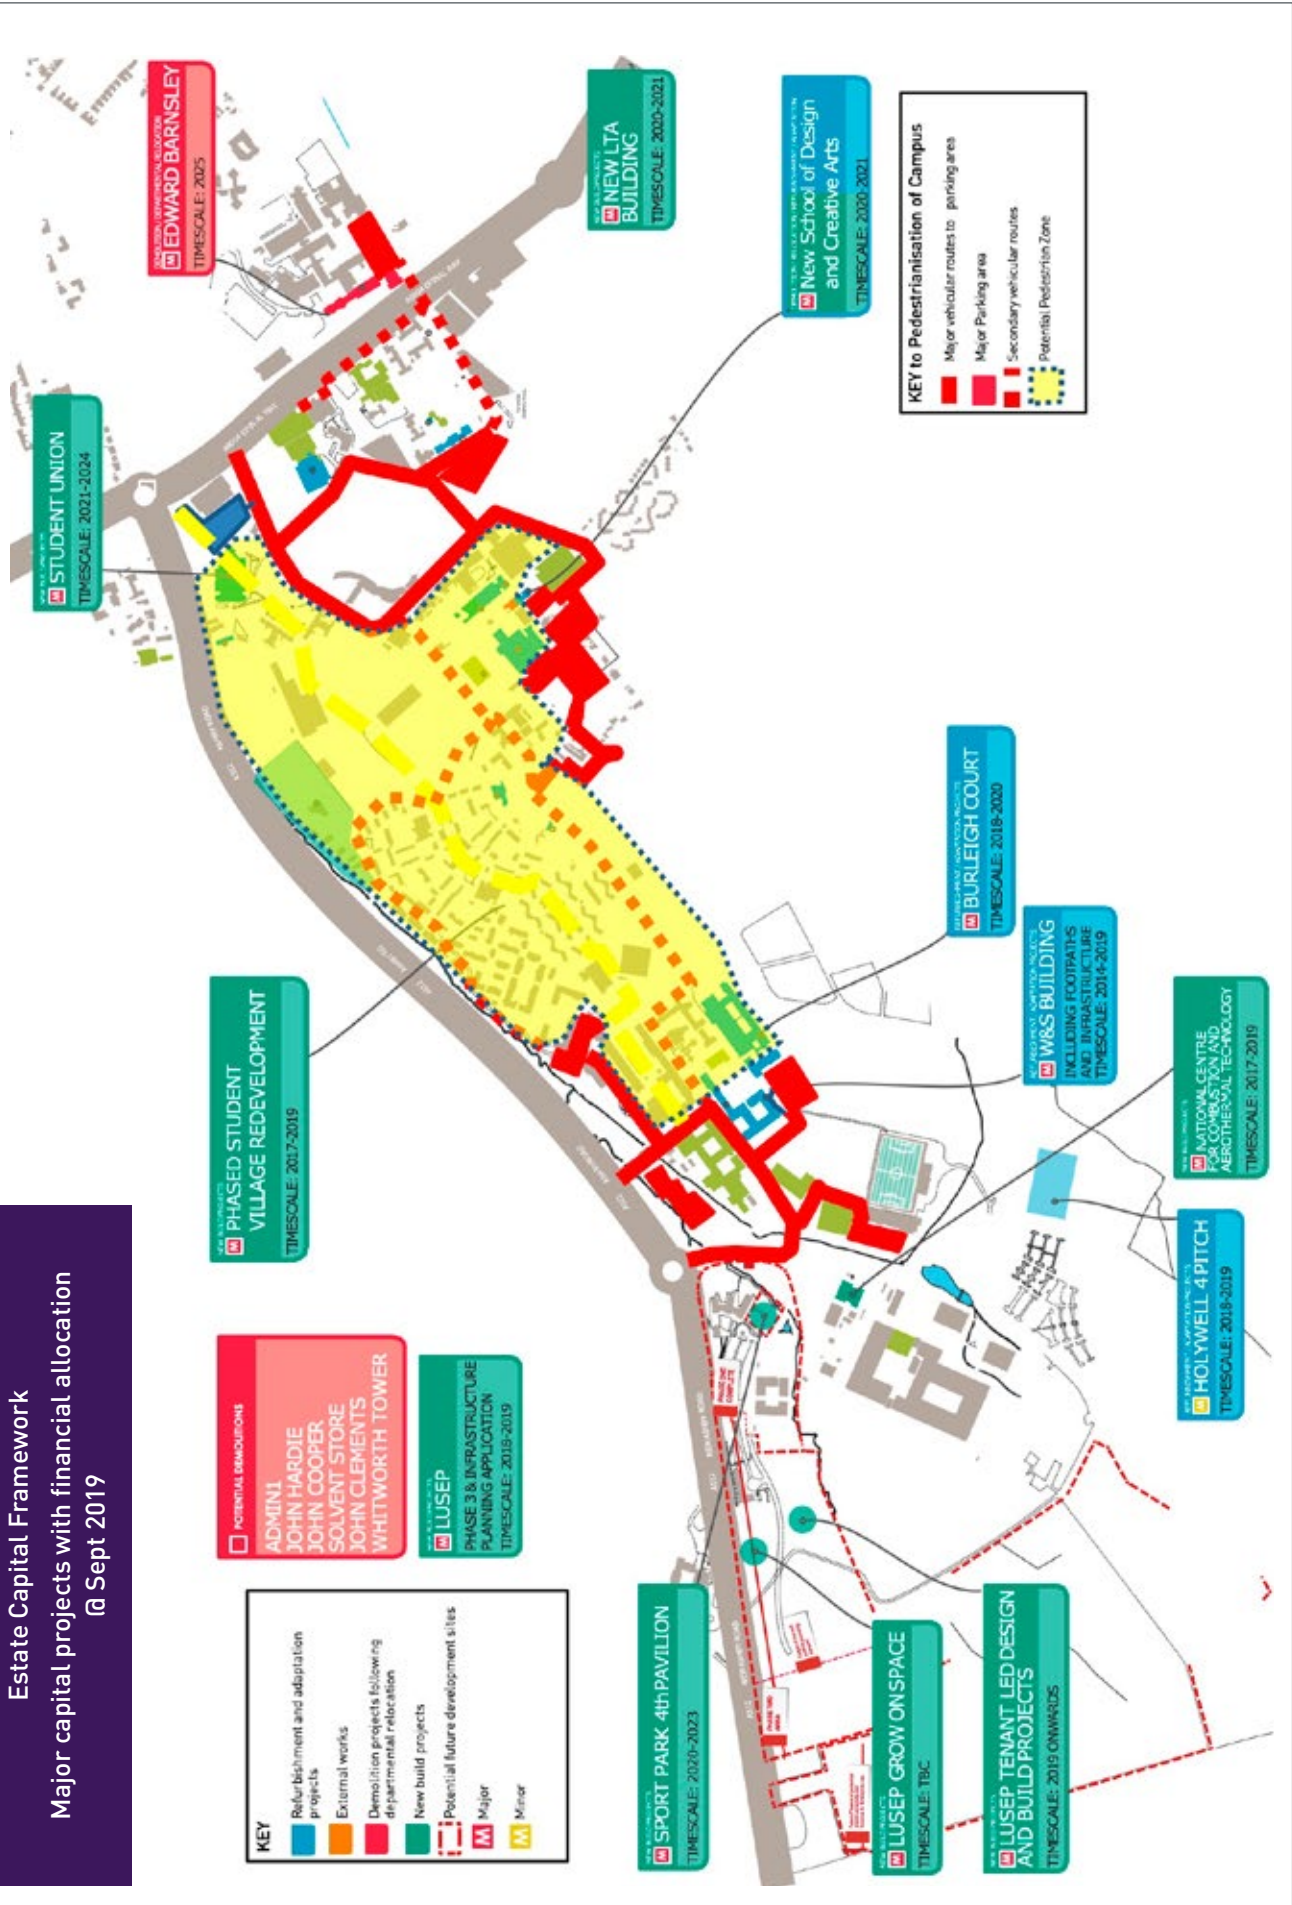 Estate Capital Framework
Major capital projects with financial allocation
@ Sept 2019
KEY
Refurbishment and adaptation
projects
External works
Demolition projects following
departmental relocation
New build projects
Potential future development sites
M Major
M Minor
POTENTIAL DEMOLITIONS
ADMIN1
JOHN HARDIE
JOHN COOPER
SOLVENT STORE
JOHN CLEMENTS
WHITWORTH TOWER
M LUSEP
PHASE 3 & INFRASTRUCTURE
PLANNING APPLICATION
TIMESCALE: 2018-2019
M PHASED STUDENT
VILLAGE REDEVELOPMENT
TIMESCALE: 2017-2019
M STUDENT UNION
TIMESCALE: 2021-2024
M EDWARD BARNSLEY
TIMESCALE: 2025
M NEW LTA
BUILDING
TIMESCALE: 2020-2021
M New School of Design
and Creative Arts
TIMESCALE: 2020-2021
KEY to Pedestrianisation of Campus
Major vehicular routes to parking area
Major Parking area
Secondary vehicular routes
Potential Pedestrian Zone
REFURBISHMENT / ADAPTATION PROJECTS
M BURLEIGH COURT
TIMESCALE: 2018-2020
REFURBISHMENT / ADAPTATION PROJECTS
M W&S BUILDING
INCLUDING FOOTPATHS
AND INFRASTRUCTURE
TIMESCALE: 2014-2019
M NATIONAL CENTRE
FOR COMBUSTION AND
AEROTHERMAL TECHNOLOGY
TIMESCALE: 2017-2019
M HOLYWELL 4 PITCH
TIMESCALE: 2018-2019
M SPORT PARK 4th PAVILION
TIMESCALE: 2020-2023
M LUSEP GROW ON SPACE
TIMESCALE: TBC
M LUSEP TENANT LED DESIGN
AND BUILD PROJECTS
TIMESCALE: 2019 ONWARDS